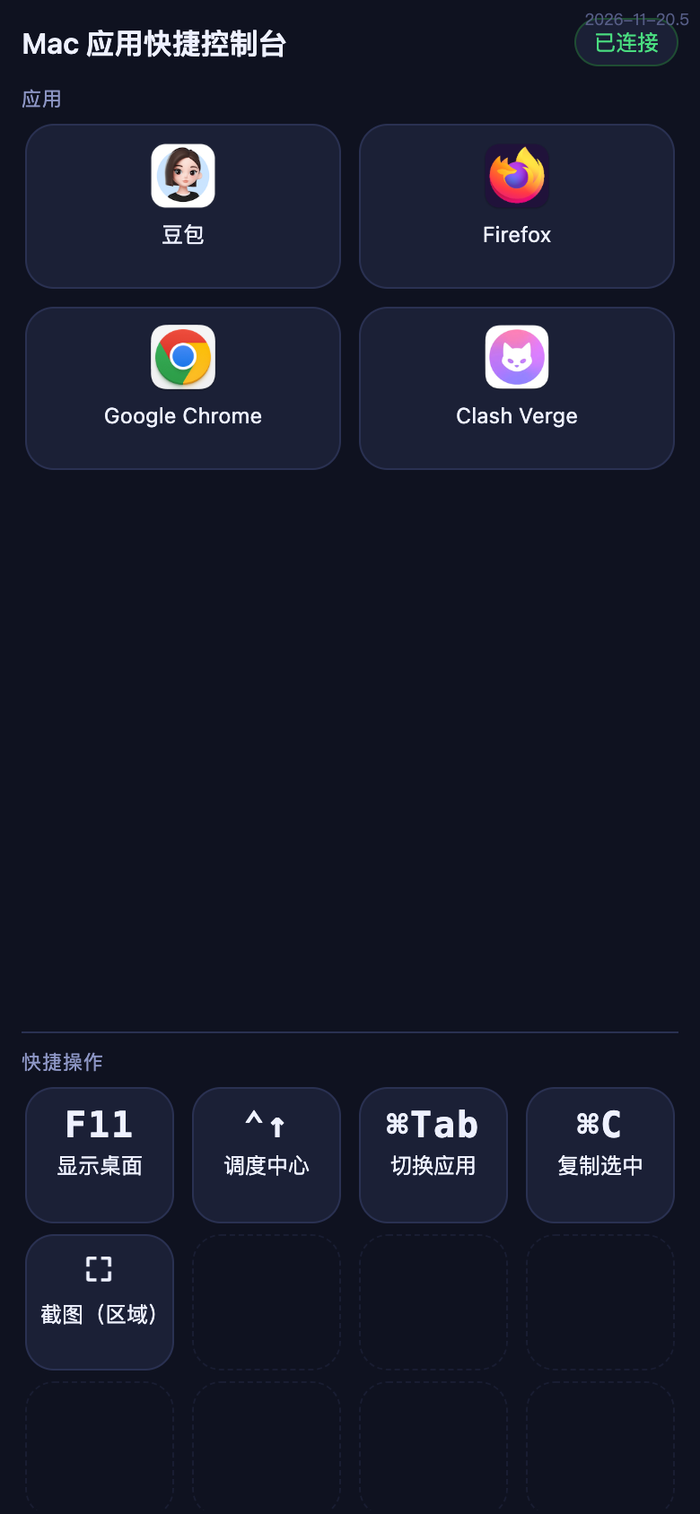 2026-11-20.5
Mac 应用快捷控制台
已连接
应用
豆包
Firefox
Google Chrome
Clash Verge
快捷操作
F11
显示桌面
^↑
调度中心
⌘Tab
切换应用
⌘C
复制选中
截图（区域）